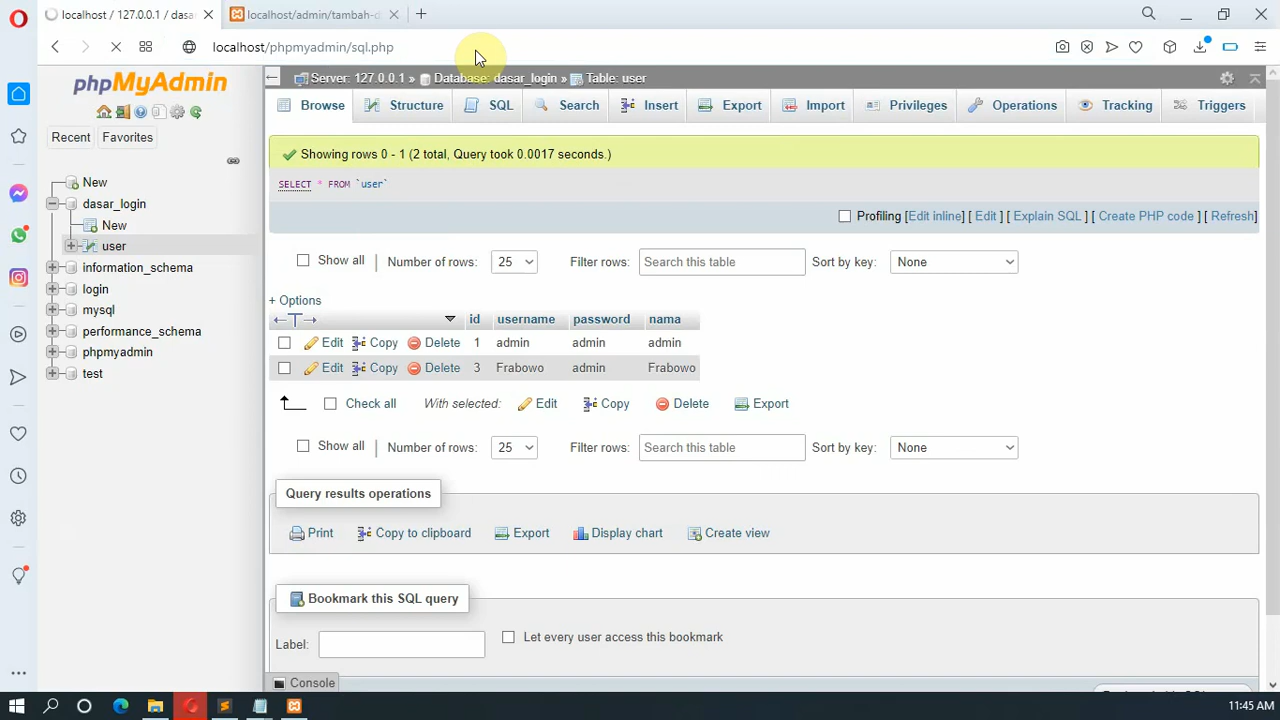 localhost / 127.0.0.1 / dasa
localhost/admin/tambah-d
localhost/phpmyadmin/sql.php
phpMyAdmin
Recent
Favorites
New
dasar_login
New
user
information_schema
login
mysql
performance_schema
phpmyadmin
test
Server: 127.0.0.1 » Database: dasar_login » Table: user
Browse
Structure
SQL
Search
Insert
Export
Import
Privileges
Operations
Tracking
Triggers
Showing rows 0 - 1 (2 total, Query took 0.0017 seconds.)
SELECT * FROM `user`
Profiling [Edit inline] [ Edit ] [ Explain SQL ] [ Create PHP code ] [ Refresh]
Show all
Number of rows: 25
Filter rows: Search this table
Sort by key: None
+ Options
←T→ id username password nama
Edit Copy Delete 1 admin admin admin
Edit Copy Delete 3 Frabowo admin Frabowo
Check all With selected: Edit Copy Delete Export
Show all
Number of rows: 25
Filter rows: Search this table
Sort by key: None
Query results operations
Print Copy to clipboard Export Display chart Create view
Bookmark this SQL query
Label:
Let every user access this bookmark
Console
11:45 AM